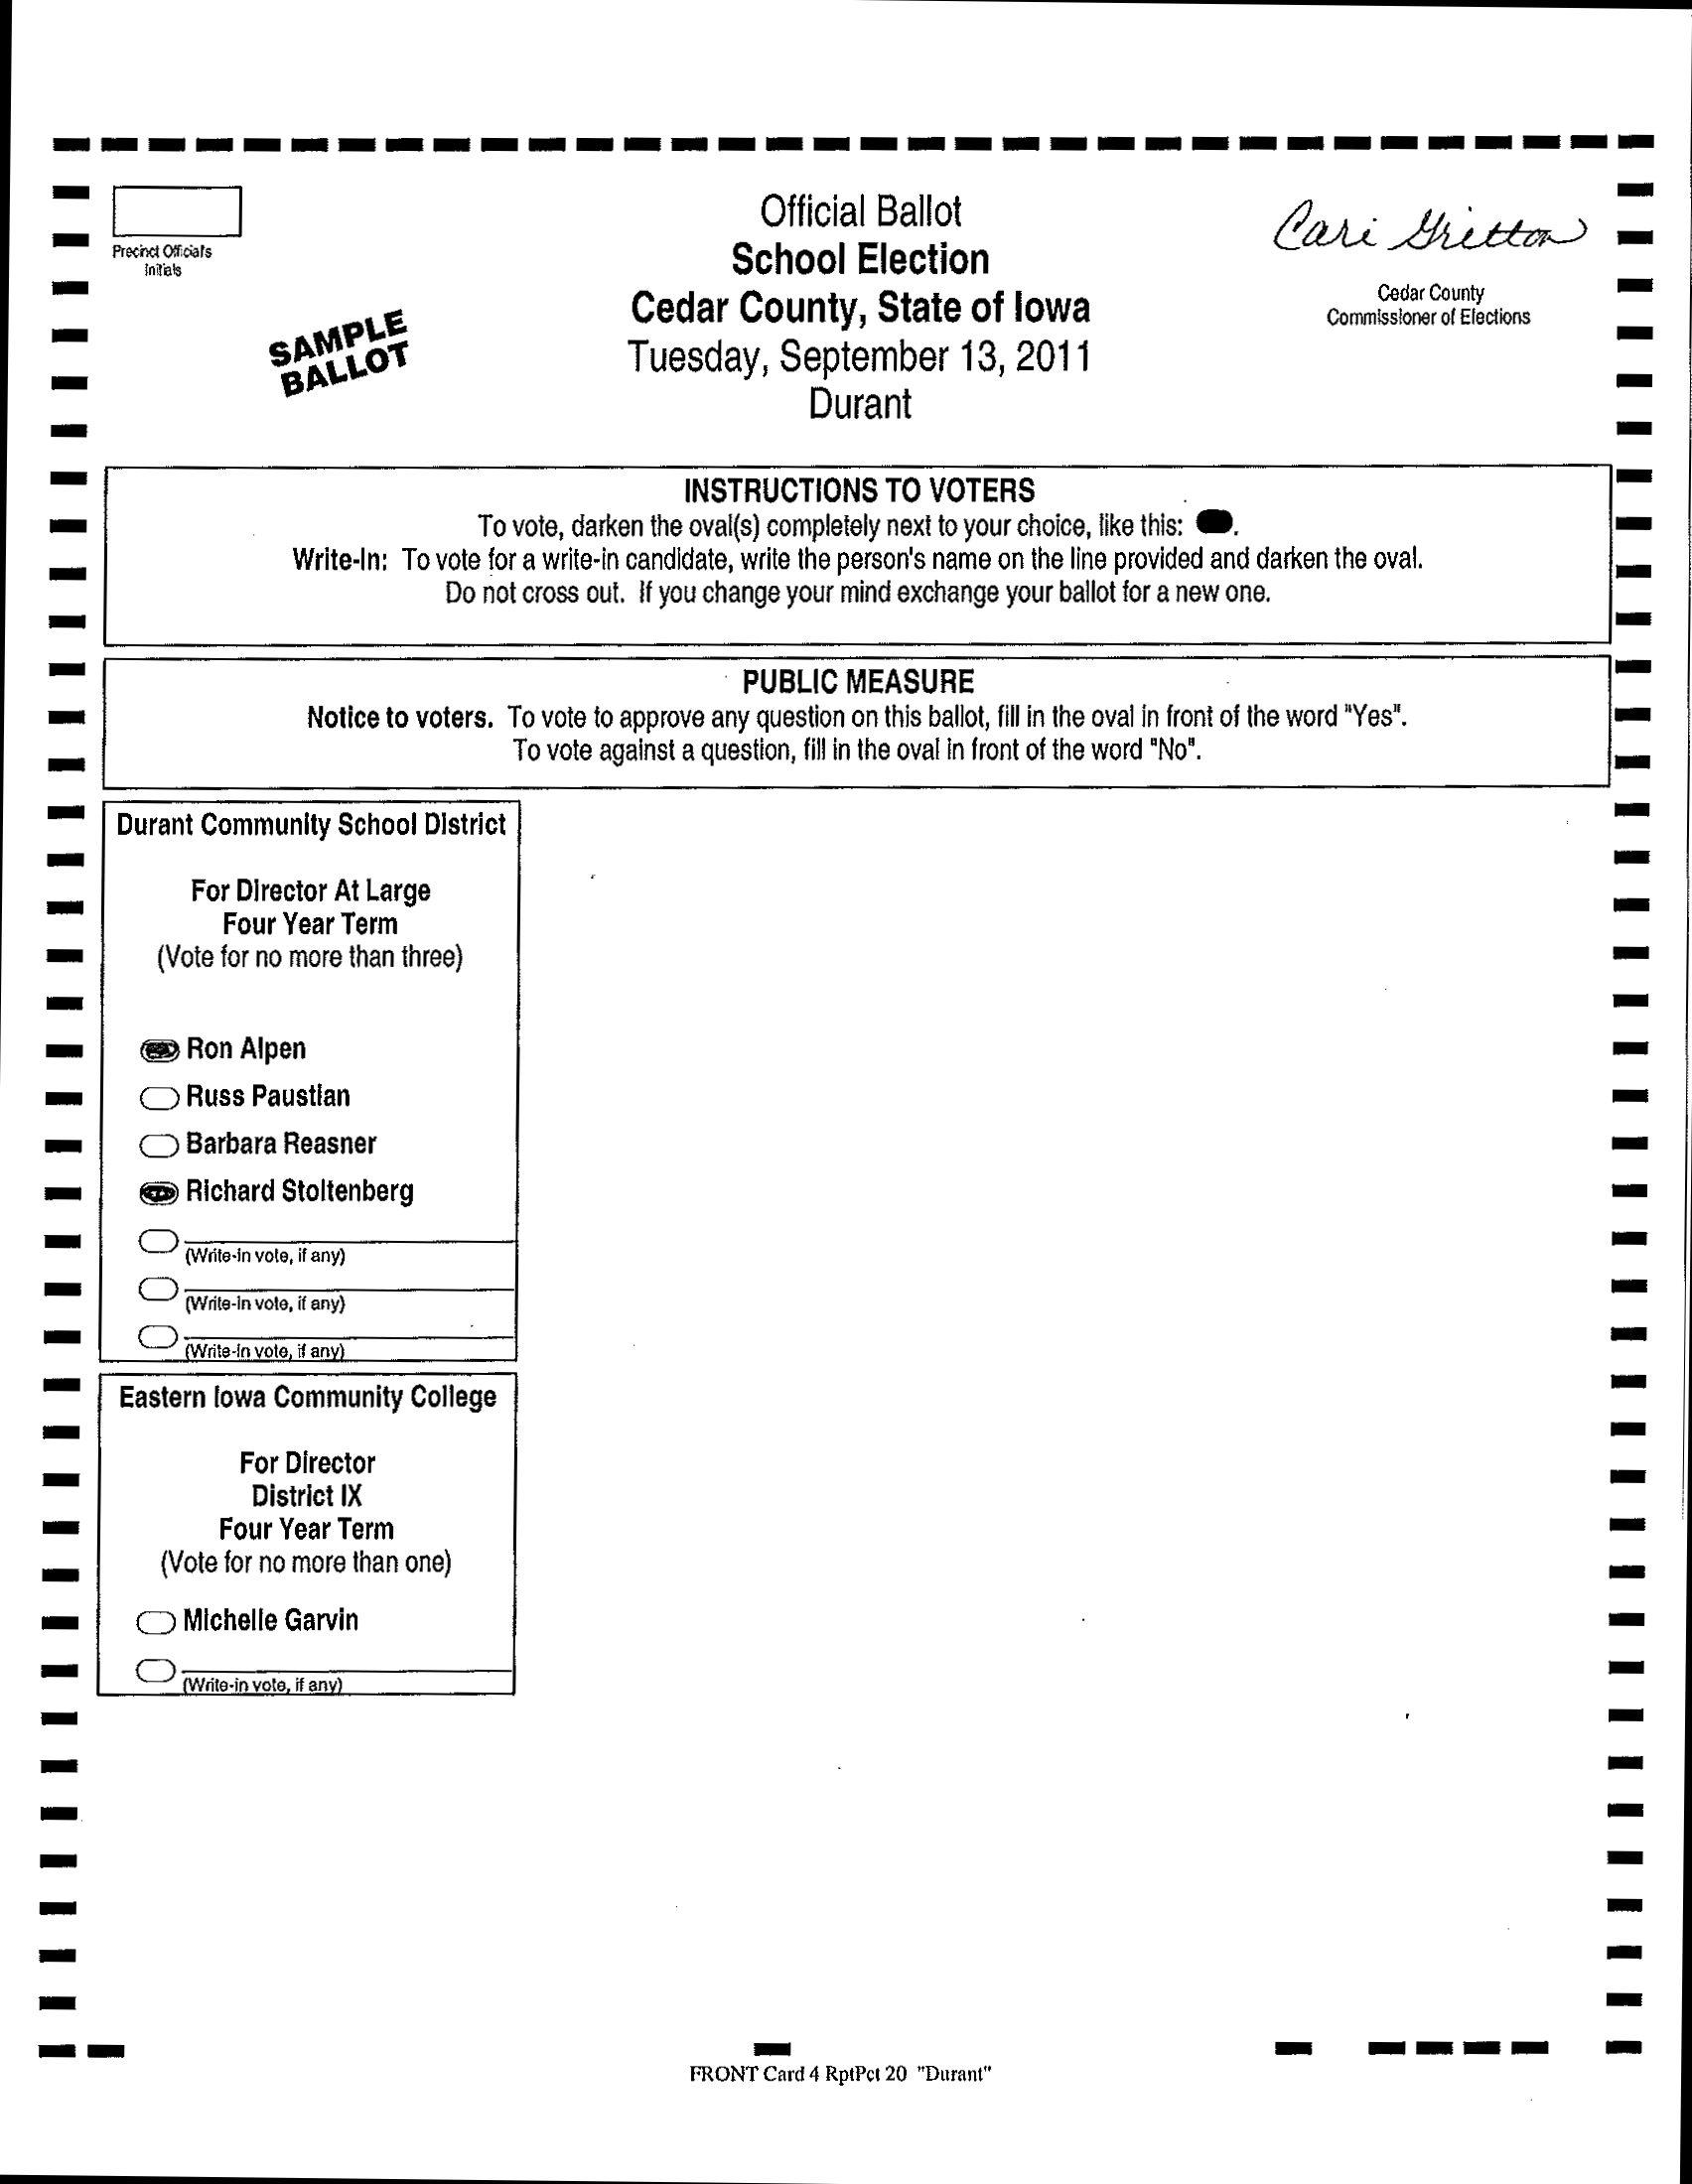 Precinct Official's
Initials
SAMPLE
BALLOT
Official Ballot
School Election
Cedar County, State of Iowa
Tuesday, September 13, 2011
Durant
Cari Gritton
Cedar County
Commissioner of Elections
INSTRUCTIONS TO VOTERS
To vote, darken the oval(s) completely next to your choice, like this: .
Write-In: To vote for a write-in candidate, write the person's name on the line provided and darken the oval.
Do not cross out. If you change your mind exchange your ballot for a new one.
PUBLIC MEASURE
Notice to voters. To vote to approve any question on this ballot, fill in the oval in front of the word "Yes".
To vote against a question, fill in the oval in front of the word "No".
Durant Community School District
For Director At Large
Four Year Term
(Vote for no more than three)
Ron Alpen
Russ Paustian
Barbara Reasner
Richard Stoltenberg
(Write-in vote, if any)
(Write-in vote, if any)
(Write-in vote, if any)
Eastern Iowa Community College
For Director
District IX
Four Year Term
(Vote for no more than one)
Michelle Garvin
(Write-in vote, if any)
FRONT Card 4 RptPct 20 "Durant"